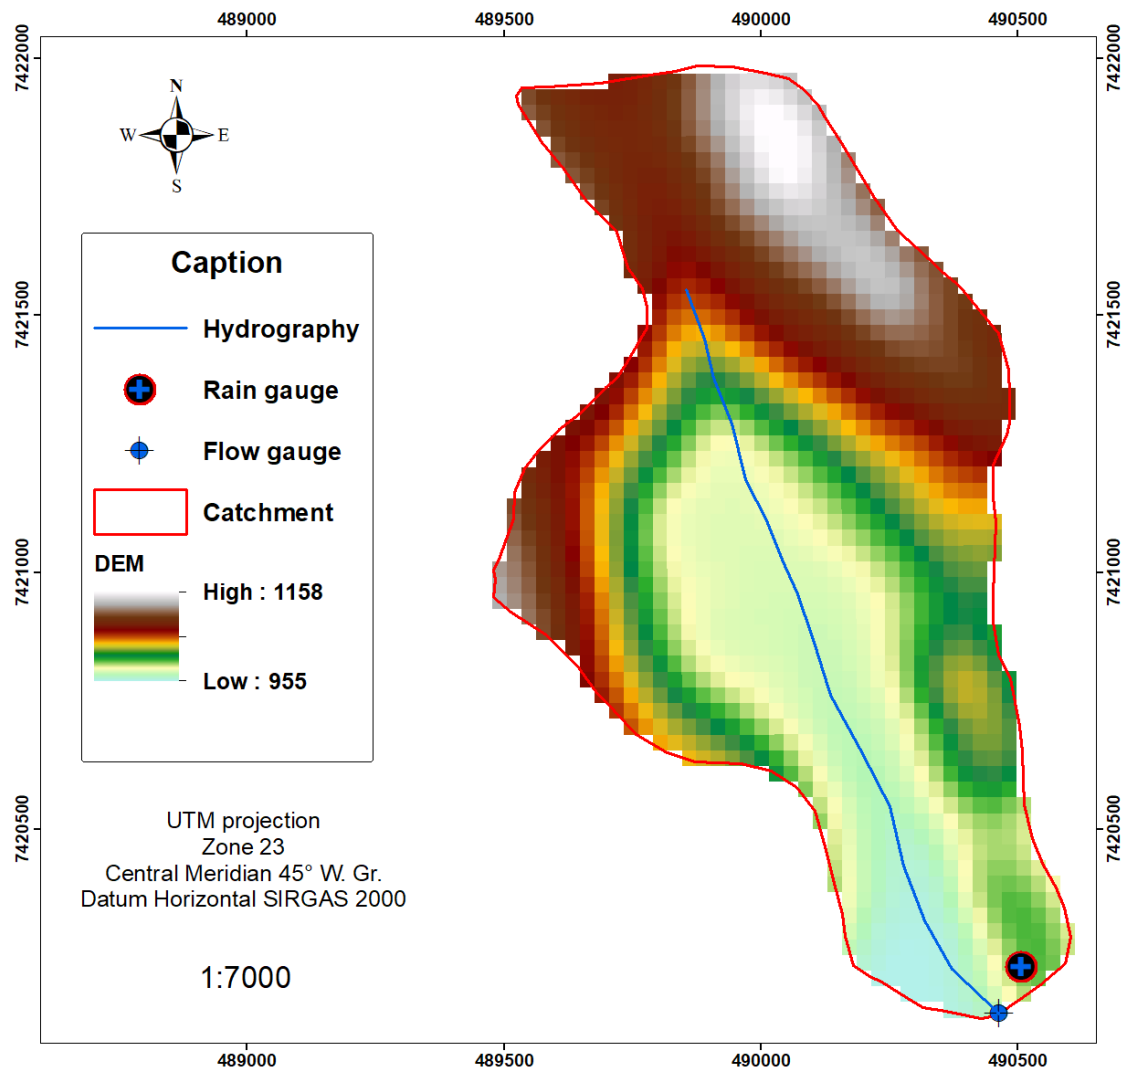 489000 489500 490000 490500
7422000 7422000
N
W E
S
Caption
Hydrography
7421500 7421500
Rain gauge
Flow gauge
Catchment
DEM
High : 1158
7421000 7421000
Low : 955
UTM projection
7420500 7420500
Zone 23
Central Meridian 45° W. Gr.
Datum Horizontal SIRGAS 2000
1:7000
489000 489500 490000 490500